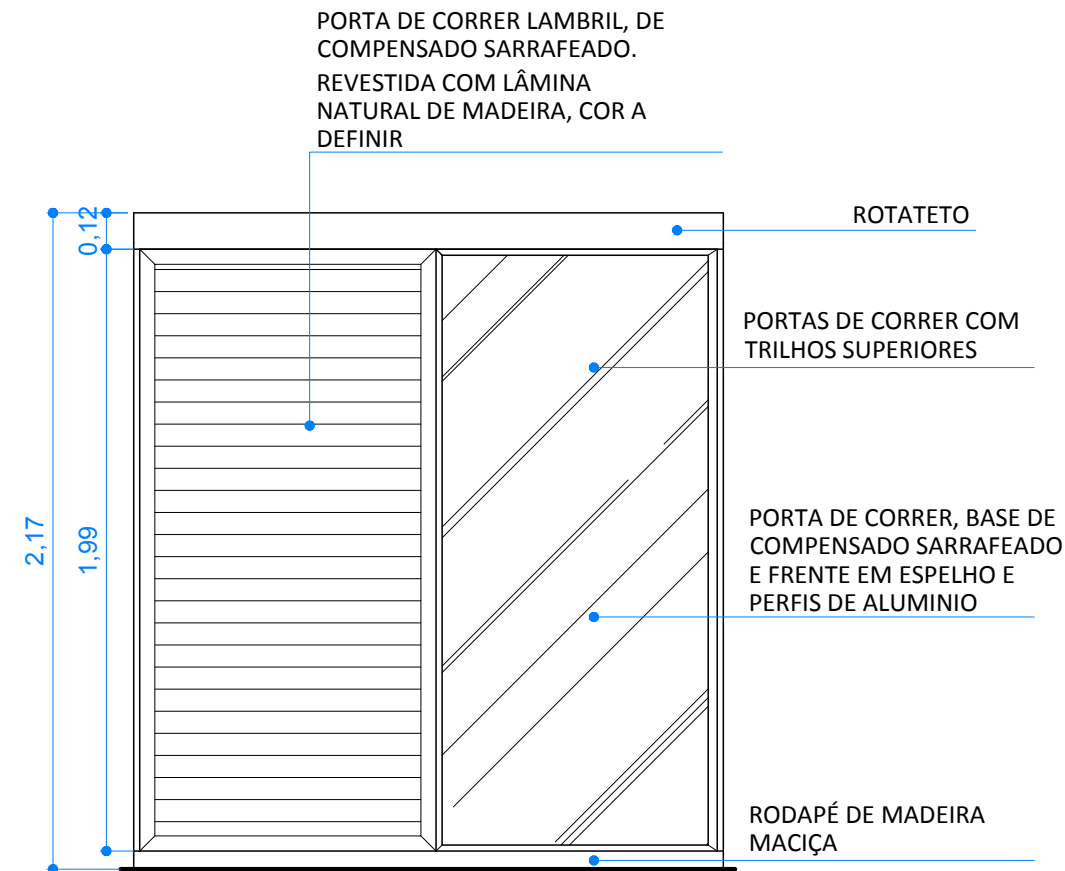 PORTA DE CORRER LAMBRIL, DE
COMPENSADO SARRAFEADO.
REVESTIDA COM LÂMINA
NATURAL DE MADEIRA, COR A
DEFINIR
0,12
ROTATETO
PORTAS DE CORRER COM
TRILHOS SUPERIORES
2,17
1,99
PORTA DE CORRER, BASE DE
COMPENSADO SARRAFEADO
E FRENTE EM ESPELHO E
PERFIS DE ALUMINIO
RODAPÉ DE MADEIRA
MACIÇA